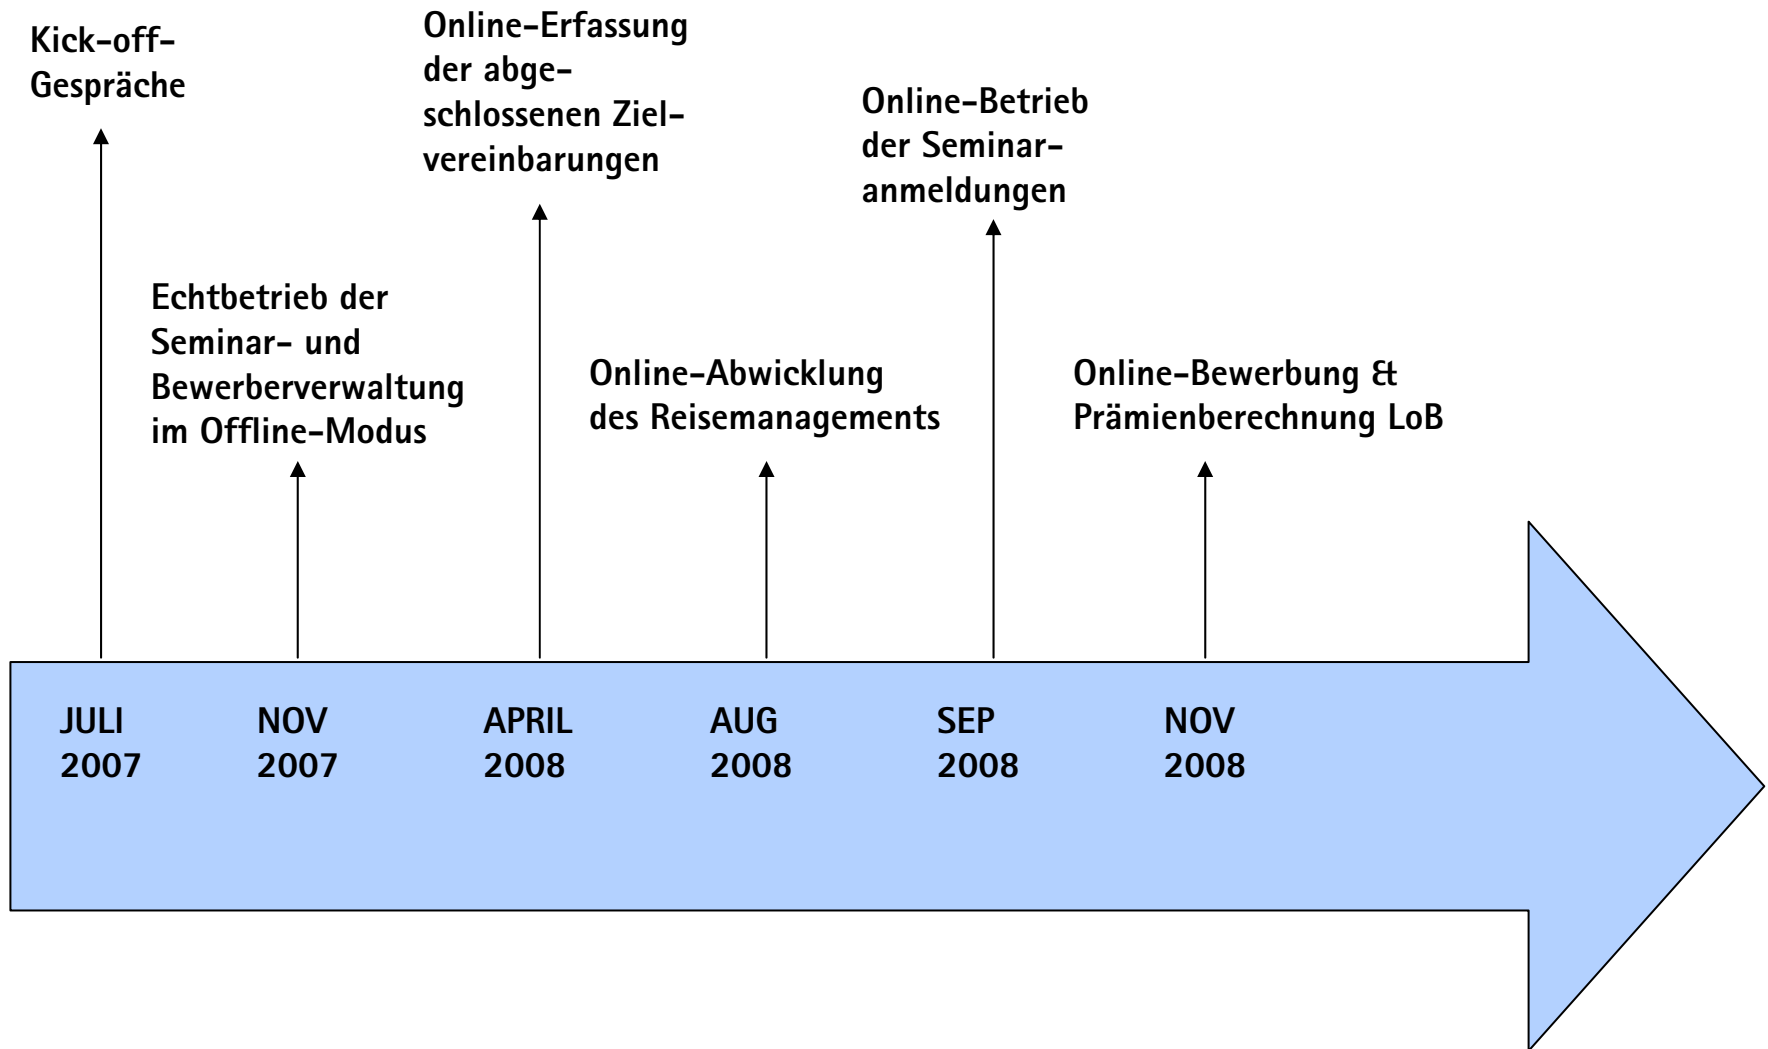 Kick-off-
Gespräche
Online-Erfassung
der abge-
schlossenen Ziel-
vereinbarungen
Online-Betrieb
der Seminar-
anmeldungen
Echtbetrieb der
Seminar- und
Bewerberverwaltung
im Offline-Modus
Online-Abwicklung
des Reisemanagements
Online-Bewerbung &
Prämienberechnung LoB
JULI
2007
NOV
2007
APRIL
2008
AUG
2008
SEP
2008
NOV
2008